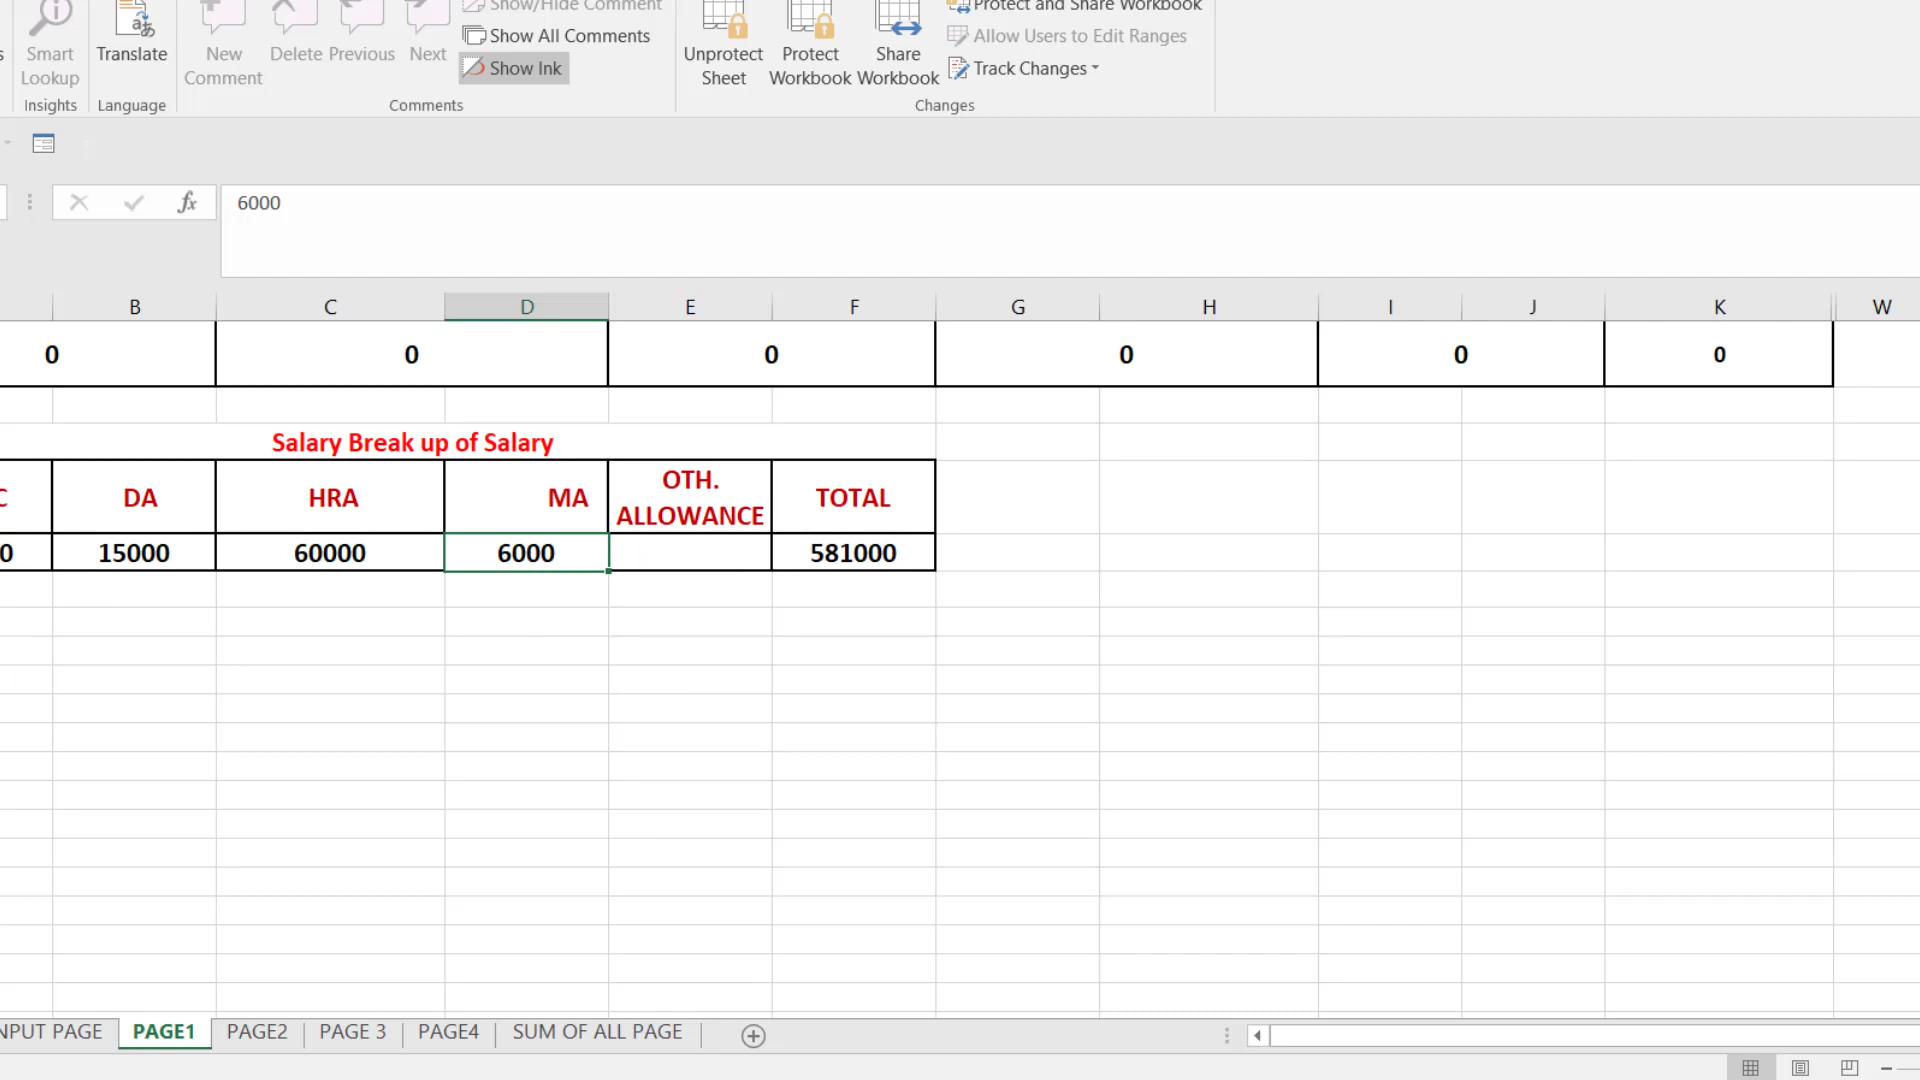 Show/Hide Comment
Protect and Share Workbook
Smart Lookup
Translate
New Comment
Delete
Previous
Next
Show All Comments
Show Ink
Unprotect Sheet
Protect Workbook
Share Workbook
Allow Users to Edit Ranges
Track Changes
Insights
Language
Comments
Changes
fx
6000
B C D E F G H I J K W
0 0 0 0 0 0
Salary Break up of Salary
C DA HRA MA OTH. ALLOWANCE TOTAL
0 15000 60000 6000 581000
NPUT PAGE PAGE1 PAGE2 PAGE 3 PAGE4 SUM OF ALL PAGE